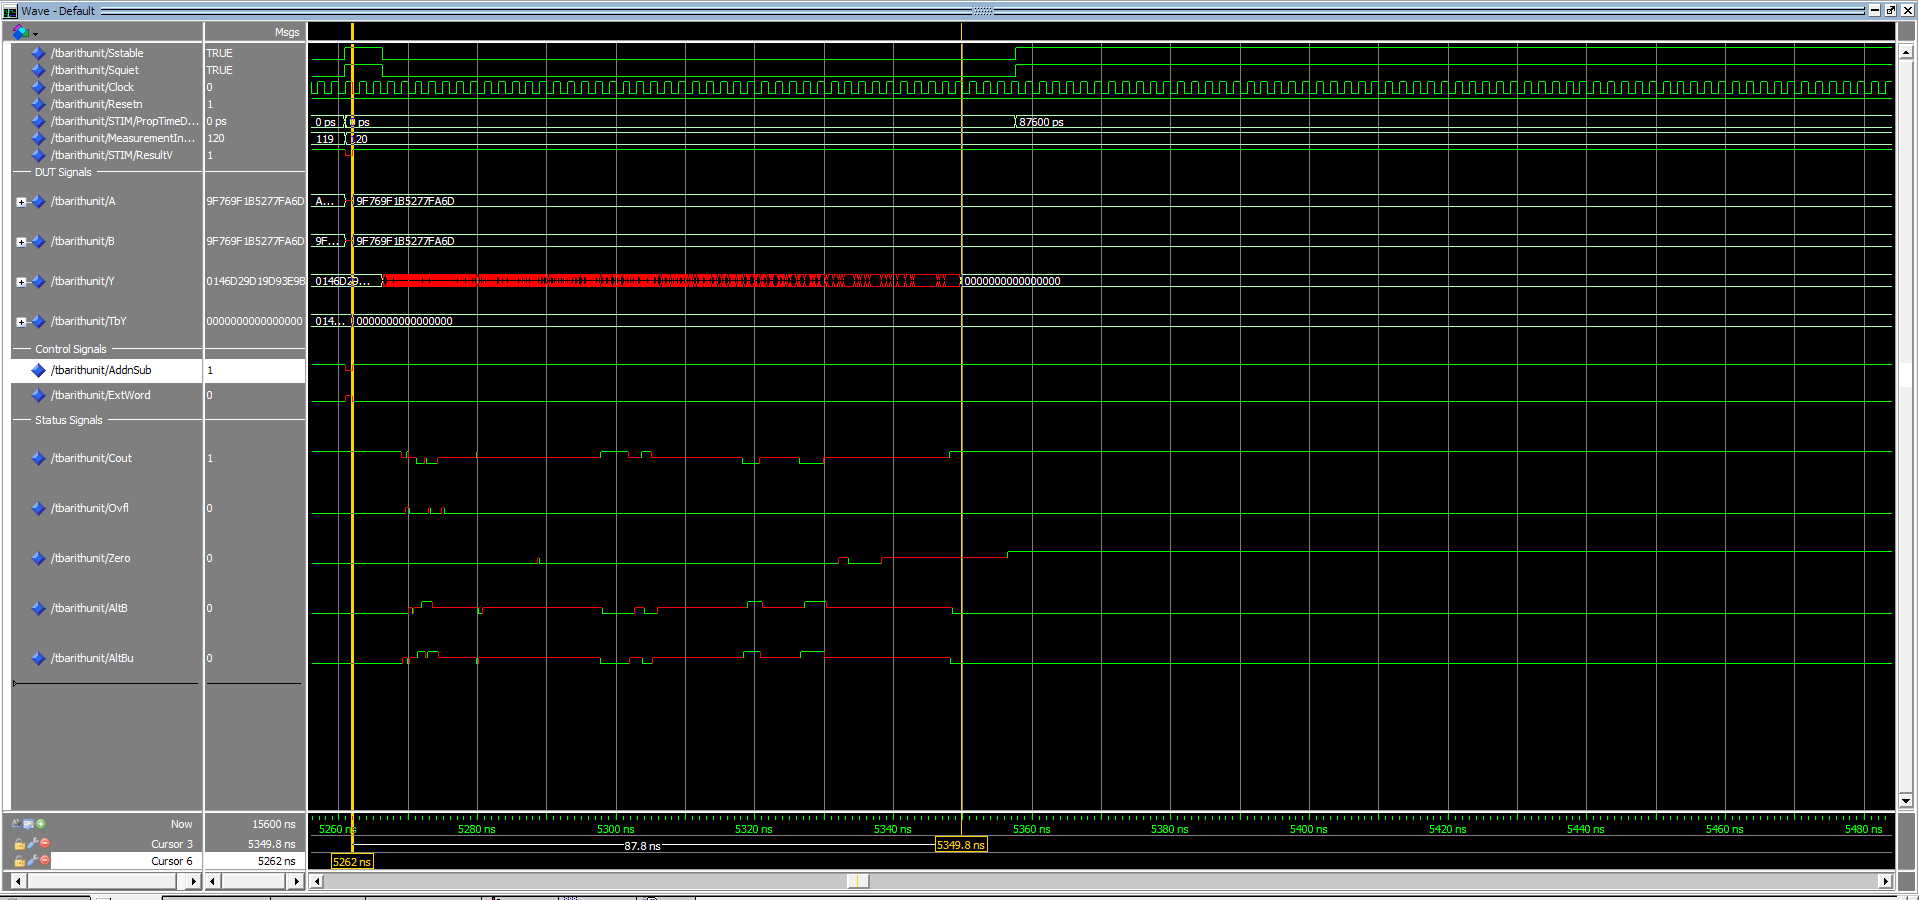 Wave - Default
Msgs
/tbarithunit/Sstable TRUE
/tbarithunit/Squiet TRUE
/tbarithunit/Clock 0
/tbarithunit/Resetn 1
/tbarithunit/STIM/PropTimeD... 0 ps 0 ps ps 87600 ps
/tbarithunit/MeasurementIn... 120 119 120
/tbarithunit/STIM/ResultV 1
DUT Signals
/tbarithunit/A 9F769F1B5277FA6D A... 9F769F1B5277FA6D
/tbarithunit/B 9F769F1B5277FA6D 9F... 9F769F1B5277FA6D
/tbarithunit/Y 0146D29D19D93E9B 0146D29... 0000000000000000
/tbarithunit/TbY 0000000000000000 014... 0000000000000000
Control Signals
/tbarithunit/AddnSub 1
/tbarithunit/ExtWord 0
Status Signals
/tbarithunit/Cout 1
/tbarithunit/Ovfl 0
/tbarithunit/Zero 0
/tbarithunit/AltB 0
/tbarithunit/AltBu 0
Now 15600 ns 5260 ns 5280 ns 5300 ns 5320 ns 5340 ns 5360 ns 5380 ns 5400 ns 5420 ns 5440 ns 5460 ns 5480 ns
Cursor 3 5349.8 ns 87.8 ns 5349.8 ns
Cursor 6 5262 ns 5262 ns